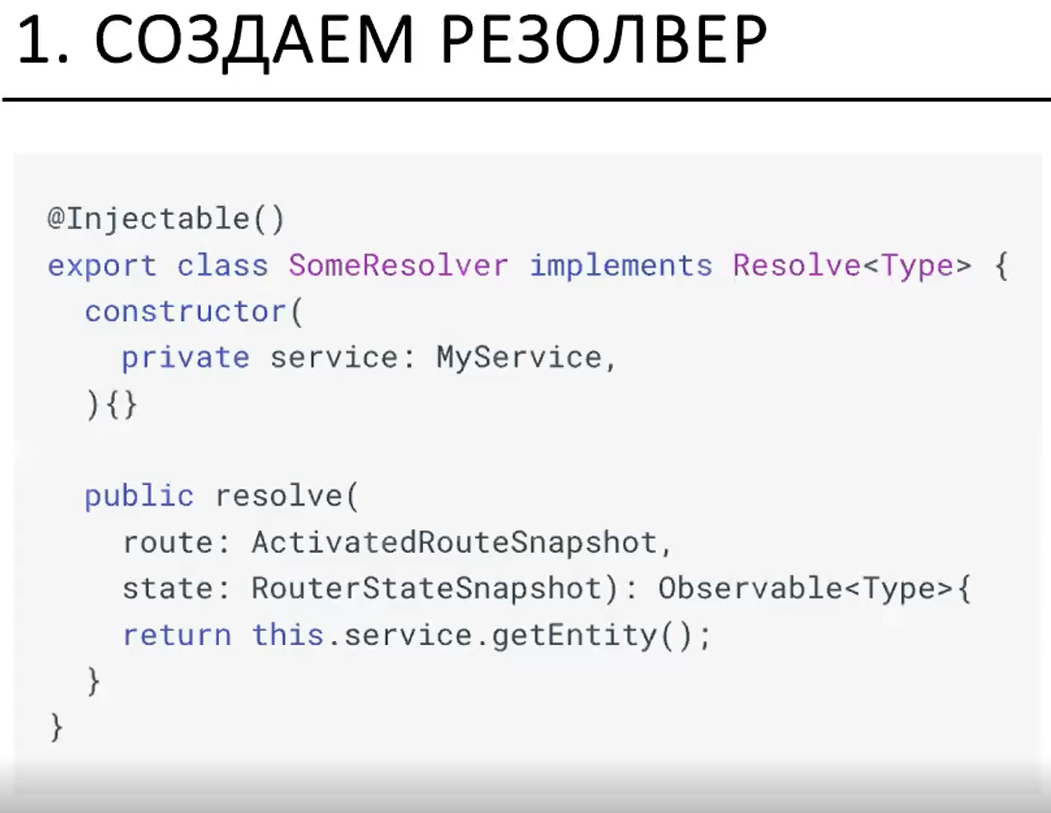 1. СОЗДАЕМ РЕЗОЛВЕР
@Injectable()
export class SomeResolver implements Resolve<Type> {
  constructor(
    private service: MyService,
  ){}
  public resolve(
    route: ActivatedRouteSnapshot,
    state: RouterStateSnapshot): Observable<Type>{
    return this.service.getEntity();
  }
}